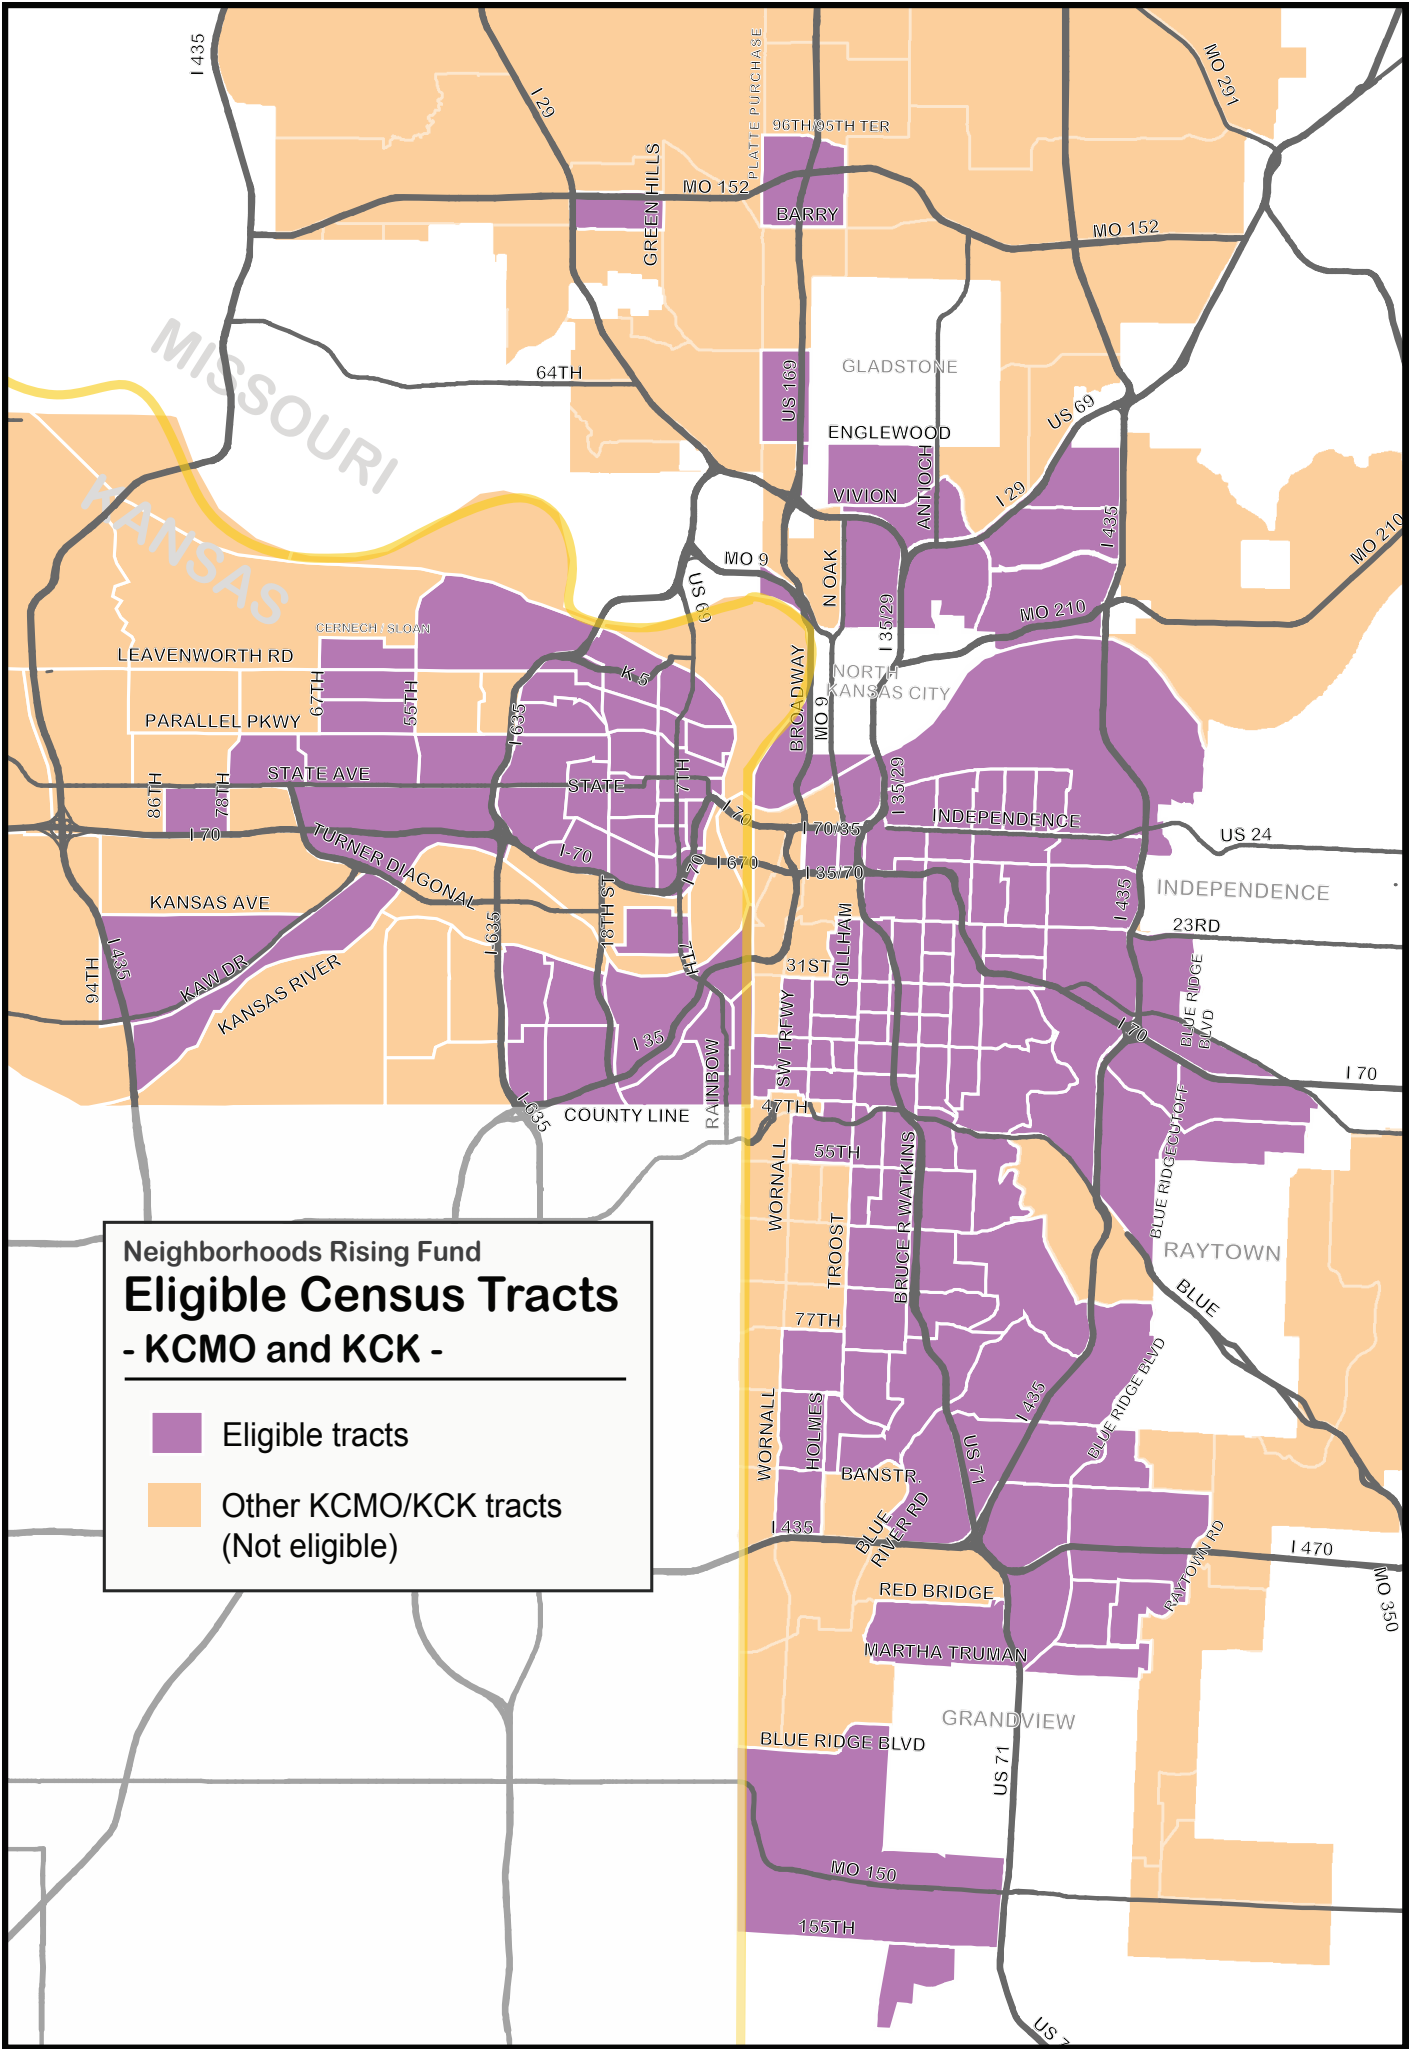 I 435
I 29
PLATTE PURCHASE
MO 291
96TH/95TH TER
GREEN HILLS
MO 152
BARRY
MO 152
MISSOURI
64TH
US 169
GLADSTONE
US 69
ENGLEWOOD
KANSAS
VIVION
ANTIOCH
I 29
I 435
MO 210
MO 9
US 69
N OAK
I 35/29
MO 210
CERNECH / SLOAN
LEAVENWORTH RD
67TH
55TH
K 5
BROADWAY
NORTH
KANSAS CITY
PARALLEL PKWY
I 635
MO 9
86TH
78TH
STATE AVE
STATE
7TH
I 35/29
I 70
I 70
TURNER DIAGONAL
I-70
I 70/35
INDEPENDENCE
US 24
I 70
I 670
I 35/70
KANSAS AVE
18TH ST
I 435
INDEPENDENCE
I-635
GILLHAM
23RD
94TH
I 435
KAW DR
KANSAS RIVER
7TH
31ST
BLUE RIDGE
BLVD
I 35
RAINBOW
SW TRFWY
I 70
I 70
I-635
COUNTY LINE
47TH
BLUE RIDGECUTOFF
WORNALL
55TH
BRUCE R WATKINS
TROOST
RAYTOWN
BLUE
Neighborhoods Rising Fund
Eligible Census Tracts
- KCMO and KCK -
Eligible tracts
Other KCMO/KCK tracts
(Not eligible)
77TH
WORNALL
HOLMES
I 435
BLUE RIDGE BLVD
US 71
BANSTR.
BLUE
RIVER RD
I 435
RAYTOWN RD
I 470
MO 350
RED BRIDGE
MARTHA TRUMAN
GRANDVIEW
BLUE RIDGE BLVD
US 71
MO 150
155TH
US 7